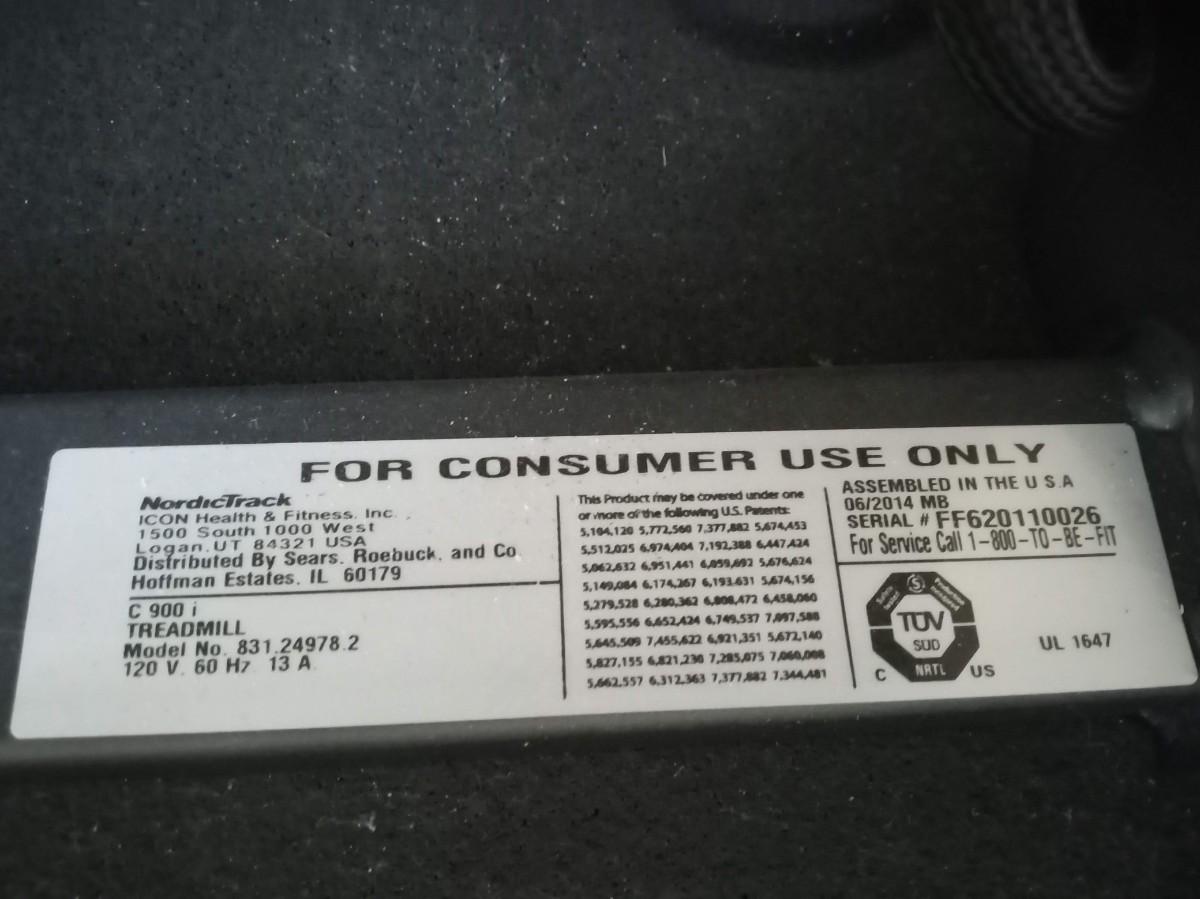 FOR CONSUMER USE ONLY
NordicTrack
ICON Health & Fitness, Inc.
1500 South 1000 West
Logan, UT 84321 USA
Distributed By Sears, Roebuck, and Co.
Hoffman Estates, IL 60179
C 900 i
TREADMILL
Model No. 831.24978.2
120 V. 60 Hz 13 A
This Product may be covered under one
or more of the following U.S. Patents:
5,104,120 5,772,560 7,377,882 5,674,453
5,512,025 6,974,404 7,192,388 6,447,424
5,062,632 6,951,441 6,059,692 5,676,624
5,149,084 6,174,267 6,193,631 5,674,156
5,279,528 6,280,362 6,808,472 6,458,060
5,595,556 6,652,424 6,749,537 7,097,588
5,645,509 7,455,622 6,921,351 5,672,140
5,827,155 6,821,230 7,285,075 7,060,008
5,662,557 6,312,363 7,377,882 7,344,481
ASSEMBLED IN THE U S.A
06/2014 MB
SERIAL # FF620110026
For Service Call 1-800-TO-BE-FIT
Safety tested
S
Production monitored
TÜV
SÜD
C NRTL US
UL 1647